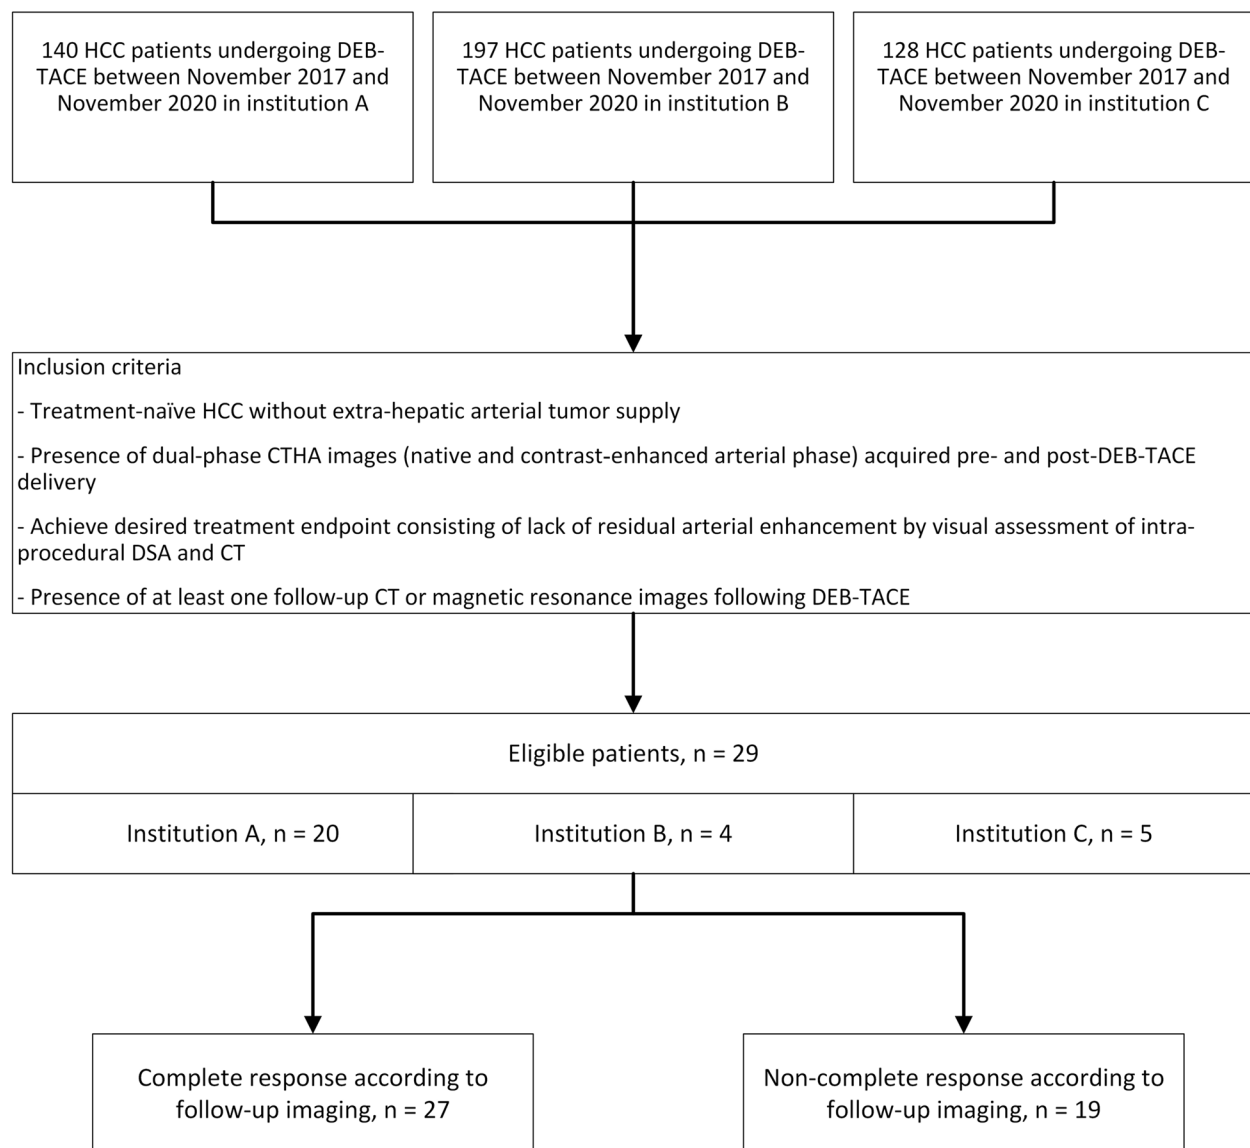 140 HCC patients undergoing DEB-
TACE between November 2017 and
November 2020 in institution A
197 HCC patients undergoing DEB-
TACE between November 2017 and
November 2020 in institution B
128 HCC patients undergoing DEB-
TACE between November 2017 and
November 2020 in institution C
Inclusion criteria
- Treatment-naïve HCC without extra-hepatic arterial tumor supply
- Presence of dual-phase CTHA images (native and contrast-enhanced arterial phase) acquired pre- and post-DEB-TACE
delivery
- Achieve desired treatment endpoint consisting of lack of residual arterial enhancement by visual assessment of intra-
procedural DSA and CT
- Presence of at least one follow-up CT or magnetic resonance images following DEB-TACE
Eligible patients, n = 29
Institution A, n = 20
Institution B, n = 4
Institution C, n = 5
Complete response according to
follow-up imaging, n = 27
Non-complete response according to
follow-up imaging, n = 19